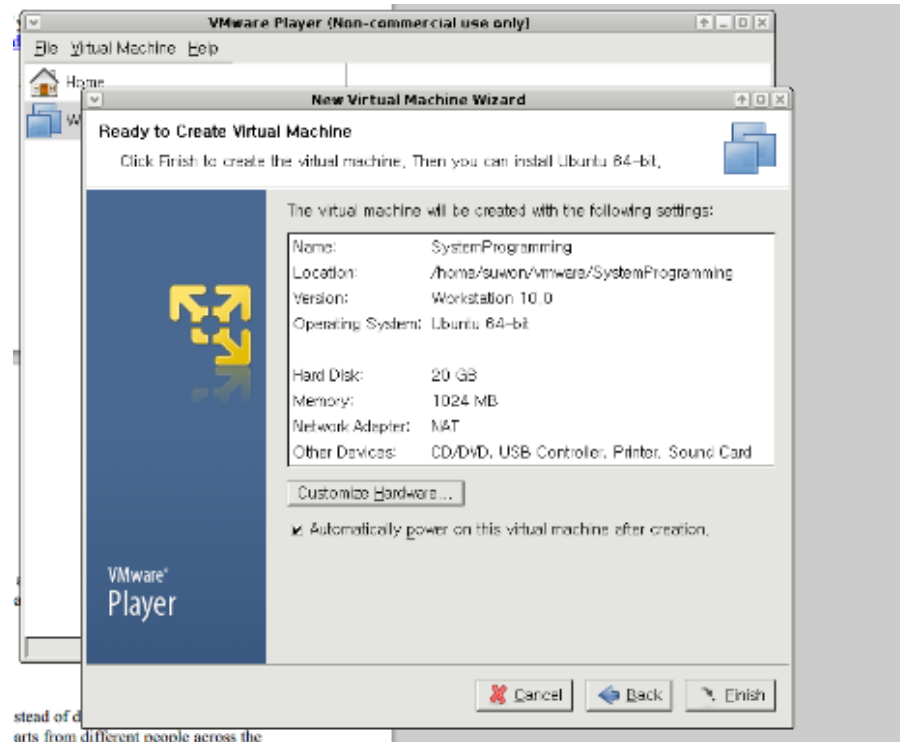 VMware Player (Non-commercial use only)
File Virtual Machine Help
Home
W
New Virtual Machine Wizard
Ready to Create Virtual Machine
Click Finish to create the virtual machine. Then you can install Ubuntu 64-bit.
The virtual machine will be created with the following settings:
Name: SystemProgramming
Location: /home/suwon/vmware/SystemProgramming
Version: Workstation 10.0
Operating System: Ubuntu 64-bit
Hard Disk: 20 GB
Memory: 1024 MB
Network Adapter: NAT
Other Devices: CD/DVD, USB Controller, Printer, Sound Card
Customize Hardware...
Automatically power on this virtual machine after creation.
VMware®
Player
Cancel Back Finish
stead of d
arts from different people across the